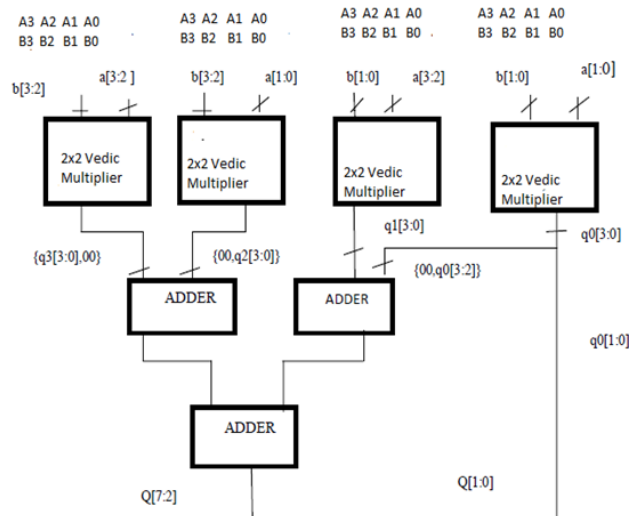 A3 A2 A1 A0
B3 B2 B1 B0
A3 A2 A1 A0
B3 B2 B1 B0
A3 A2 A1 A0
B3 B2 B1 B0
A3 A2 A1 A0
B3 B2 B1 B0
b[3:2]
a[3:2 ]
b[3:2]
a[1:0]
b[1:0]
a[3:2]
b[1:0]
a[1:0]
2x2 Vedic
Multiplier
2x2 Vedic
Multiplier
2x2 Vedic
Multiplier
2x2 Vedic
Multiplier
q1[3:0]
q0[3:0]
{q3[3:0],00}
{00,q2[3:0]}
{00,q0[3:2]}
ADDER
ADDER
q0[1:0]
ADDER
Q[7:2]
Q[1:0]